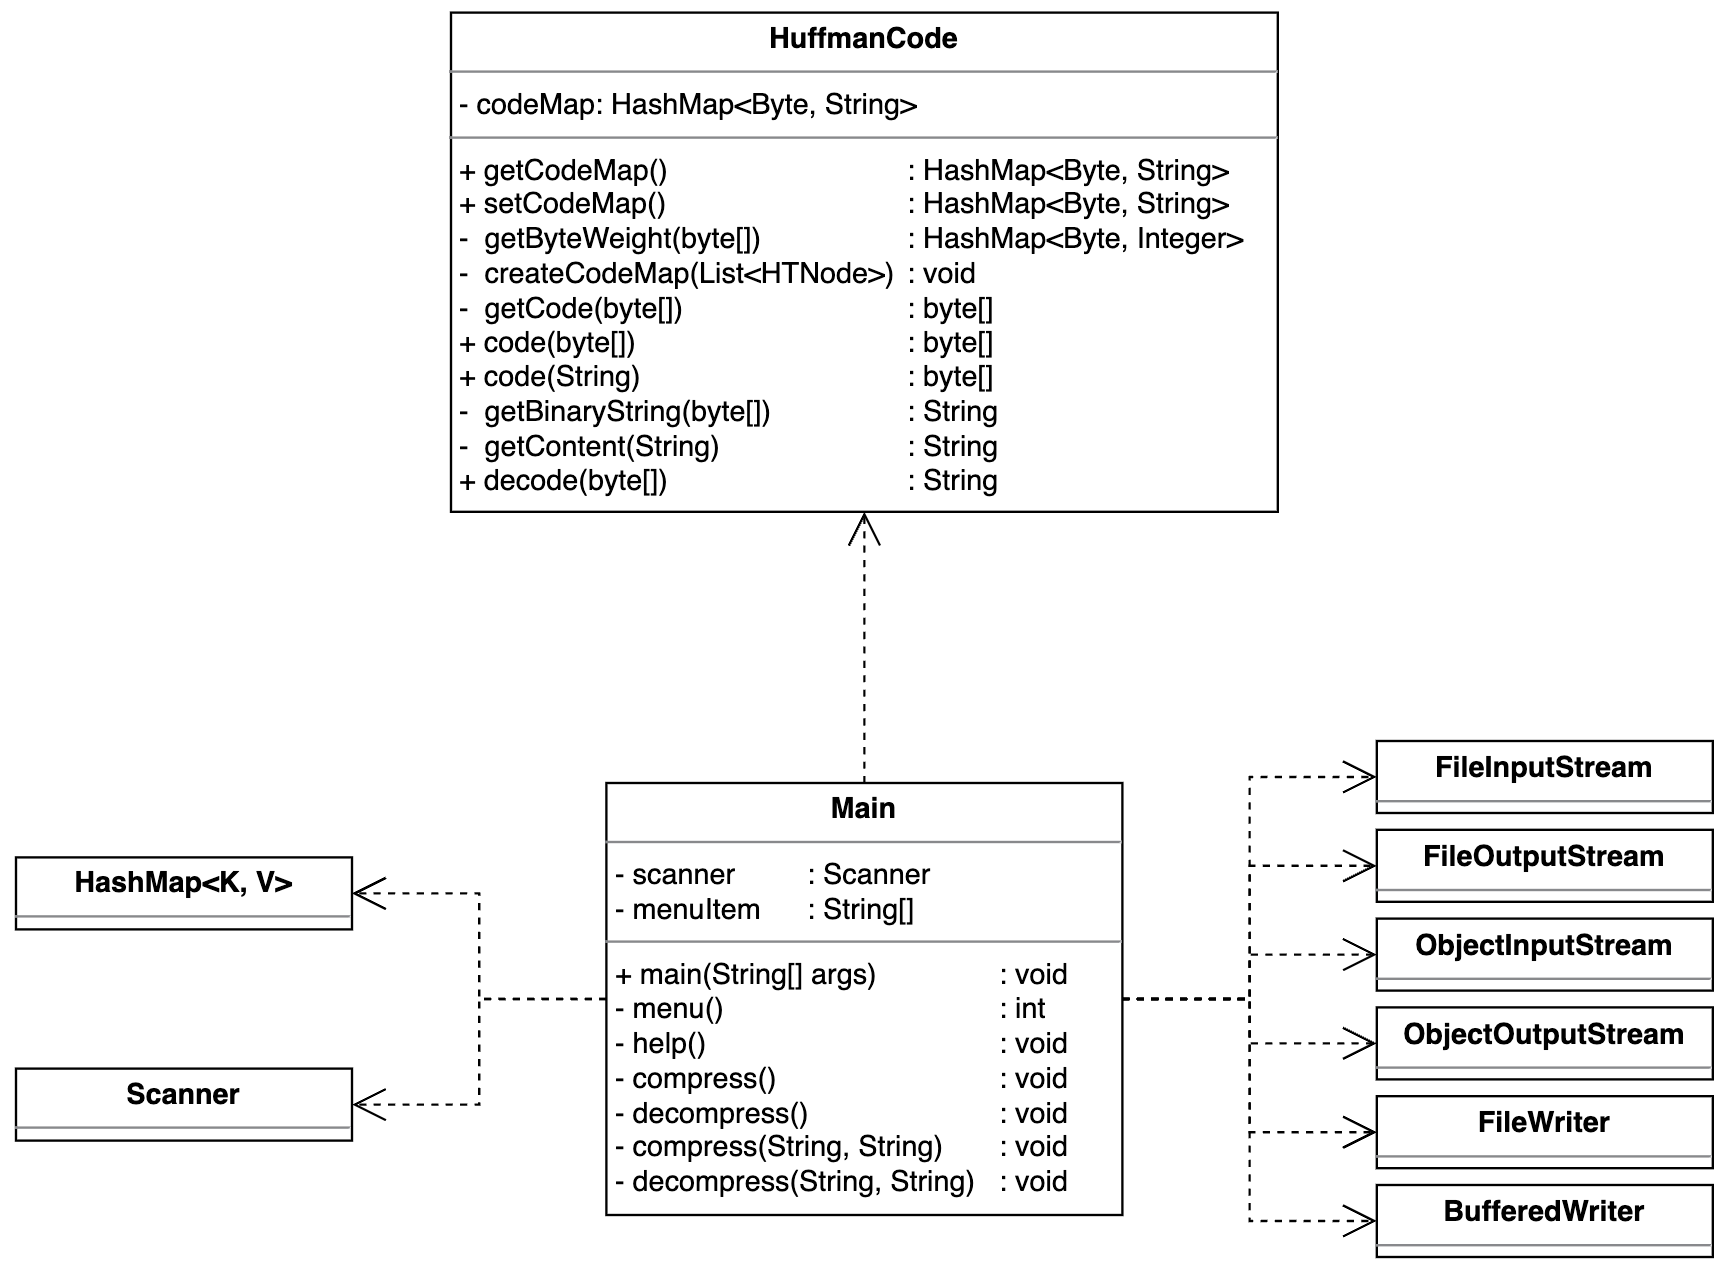 HuffmanCode
- codeMap: HashMap<Byte, String>
+ getCodeMap() : HashMap<Byte, String>
+ setCodeMap() : HashMap<Byte, String>
- getByteWeight(byte[]) : HashMap<Byte, Integer>
- createCodeMap(List<HTNode>) : void
- getCode(byte[]) : byte[]
+ code(byte[]) : byte[]
+ code(String) : byte[]
- getBinaryString(byte[]) : String
- getContent(String) : String
+ decode(byte[]) : String
HashMap<K, V>
Scanner
Main
- scanner : Scanner
- menuItem : String[]
+ main(String[] args) : void
- menu() : int
- help() : void
- compress() : void
- decompress() : void
- compress(String, String) : void
- decompress(String, String) : void
FileInputStream
FileOutputStream
ObjectInputStream
ObjectOutputStream
FileWriter
BufferedWriter